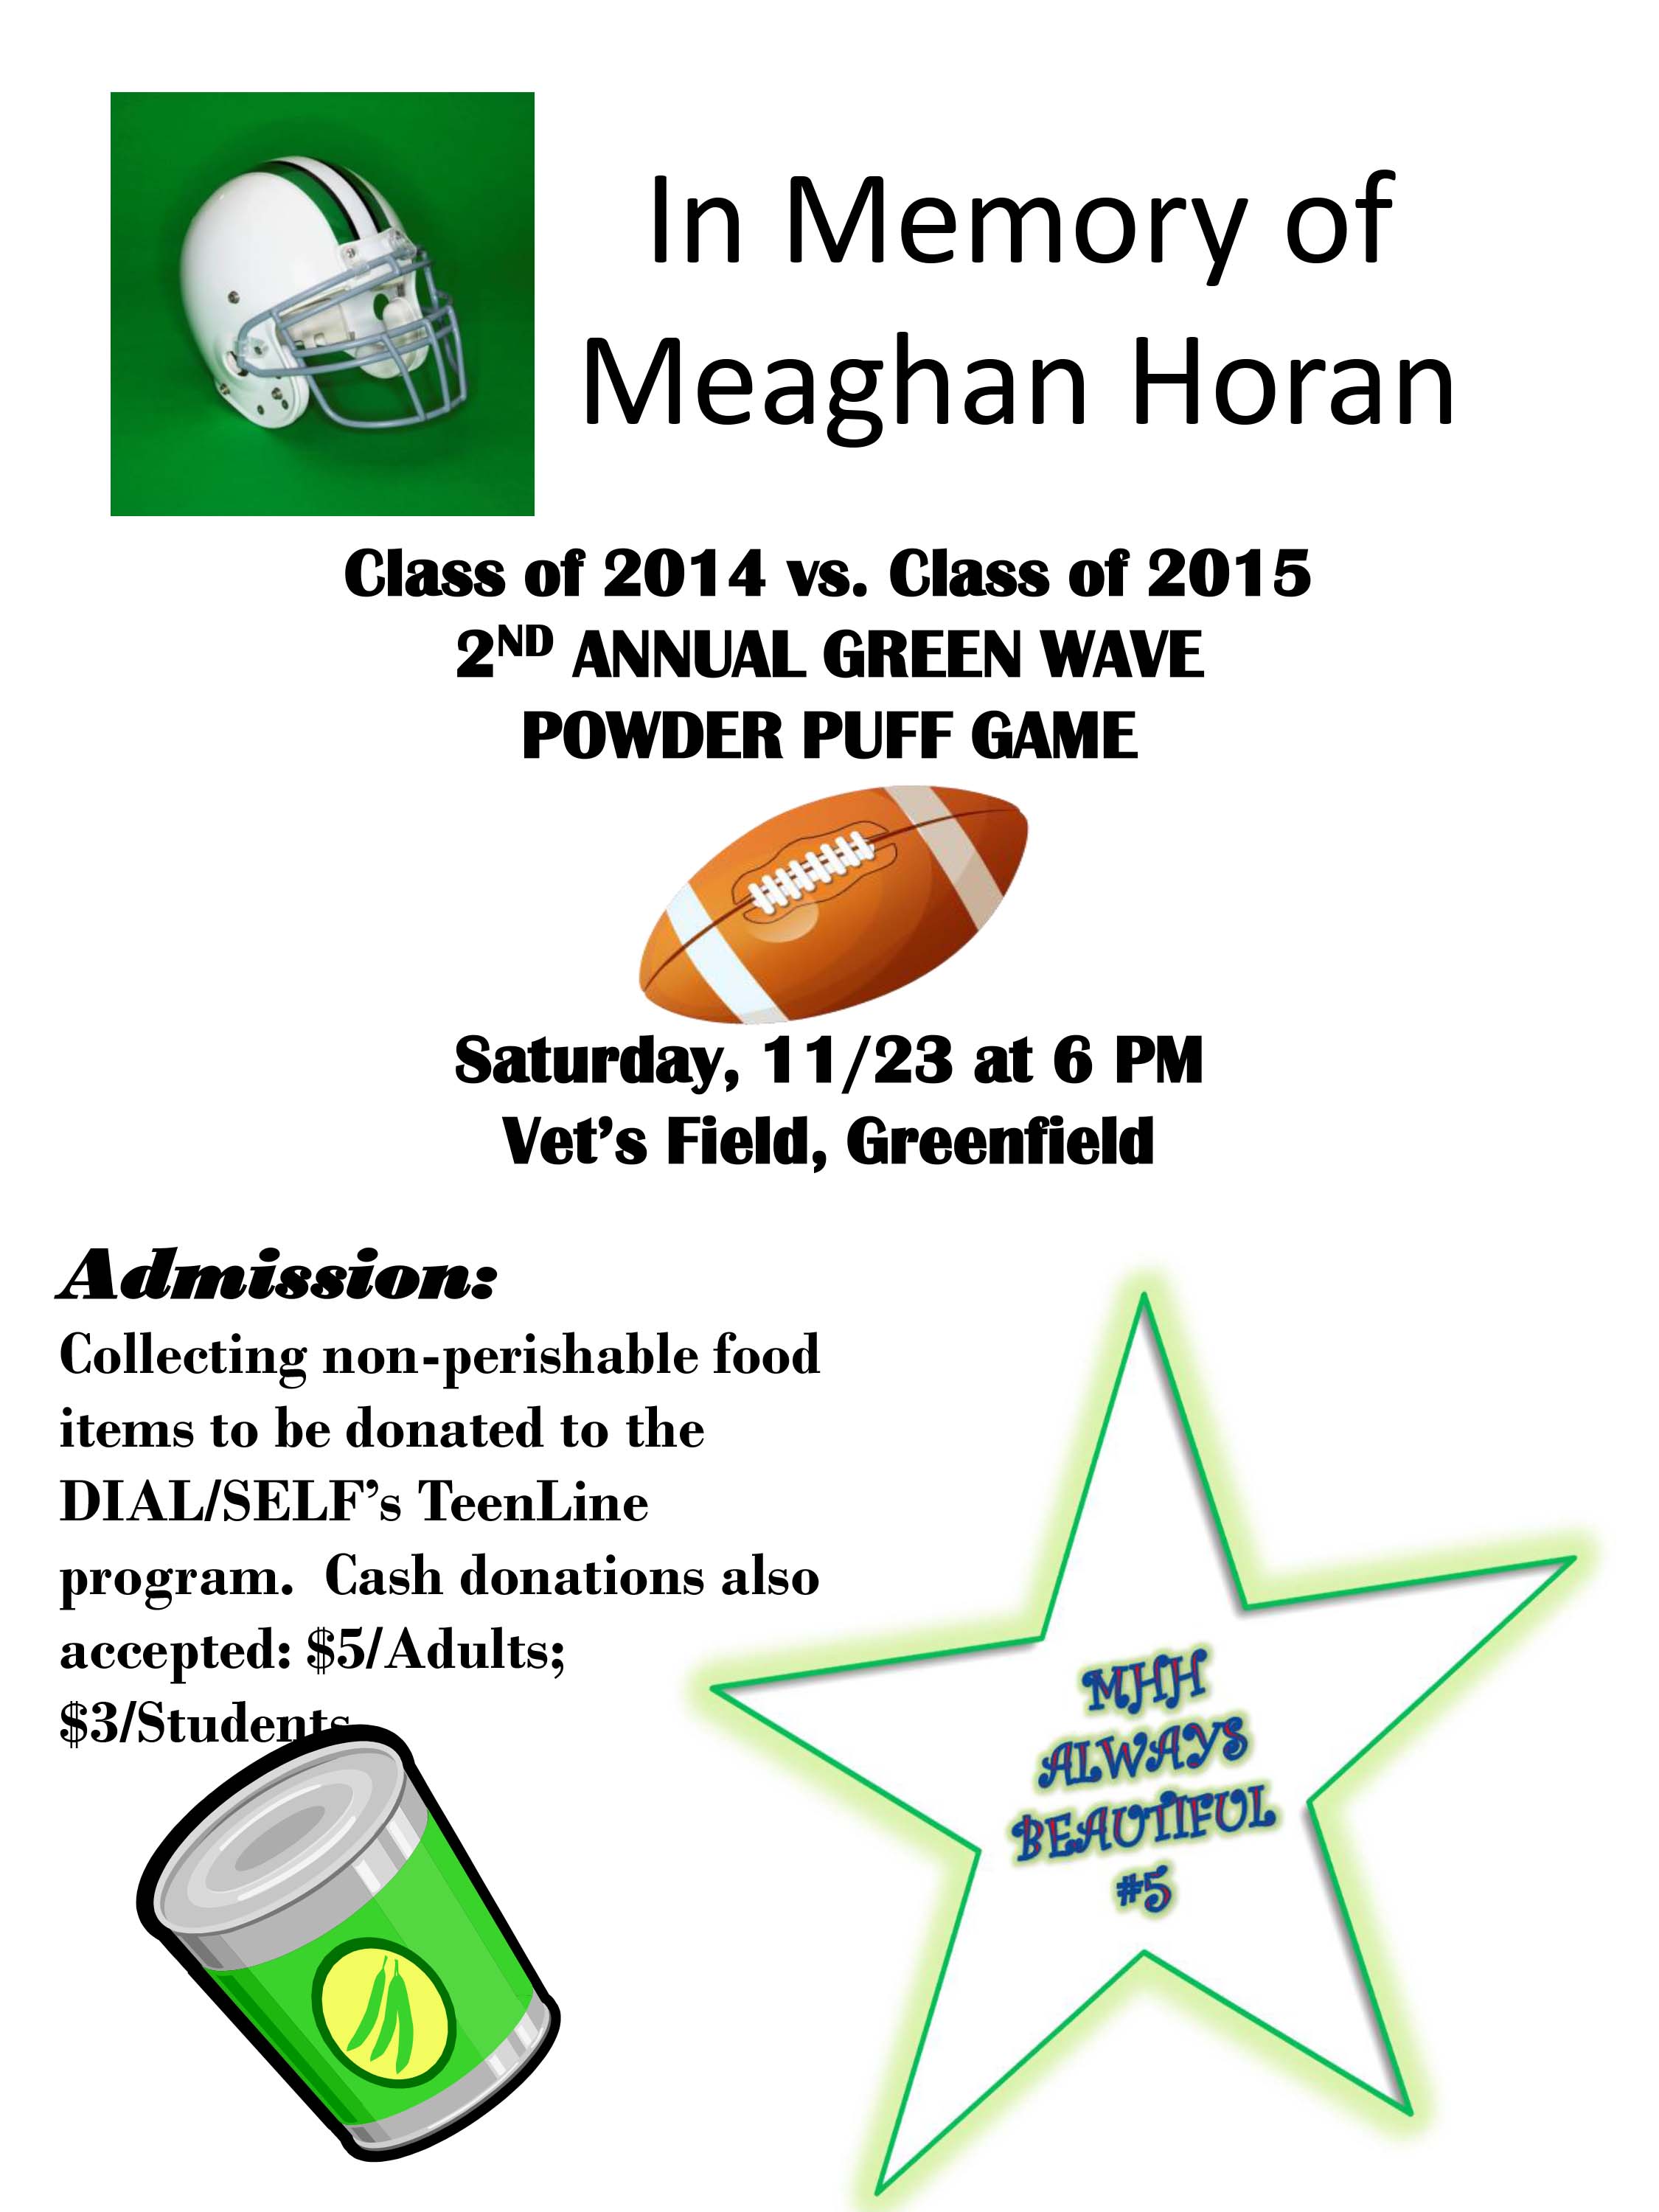 In Memory of
Meaghan Horan
Class of 2014 vs. Class of 2015
2ND ANNUAL GREEN WAVE
POWDER PUFF GAME
Saturday, 11/23 at 6 PM
Vet’s Field, Greenfield
Admission:
Collecting non-perishable food
items to be donated to the
DIAL/SELF’s TeenLine
program.  Cash donations also
accepted: $5/Adults;
$3/Students
MHH
ALWAYS
BEAUTIFUL
#5